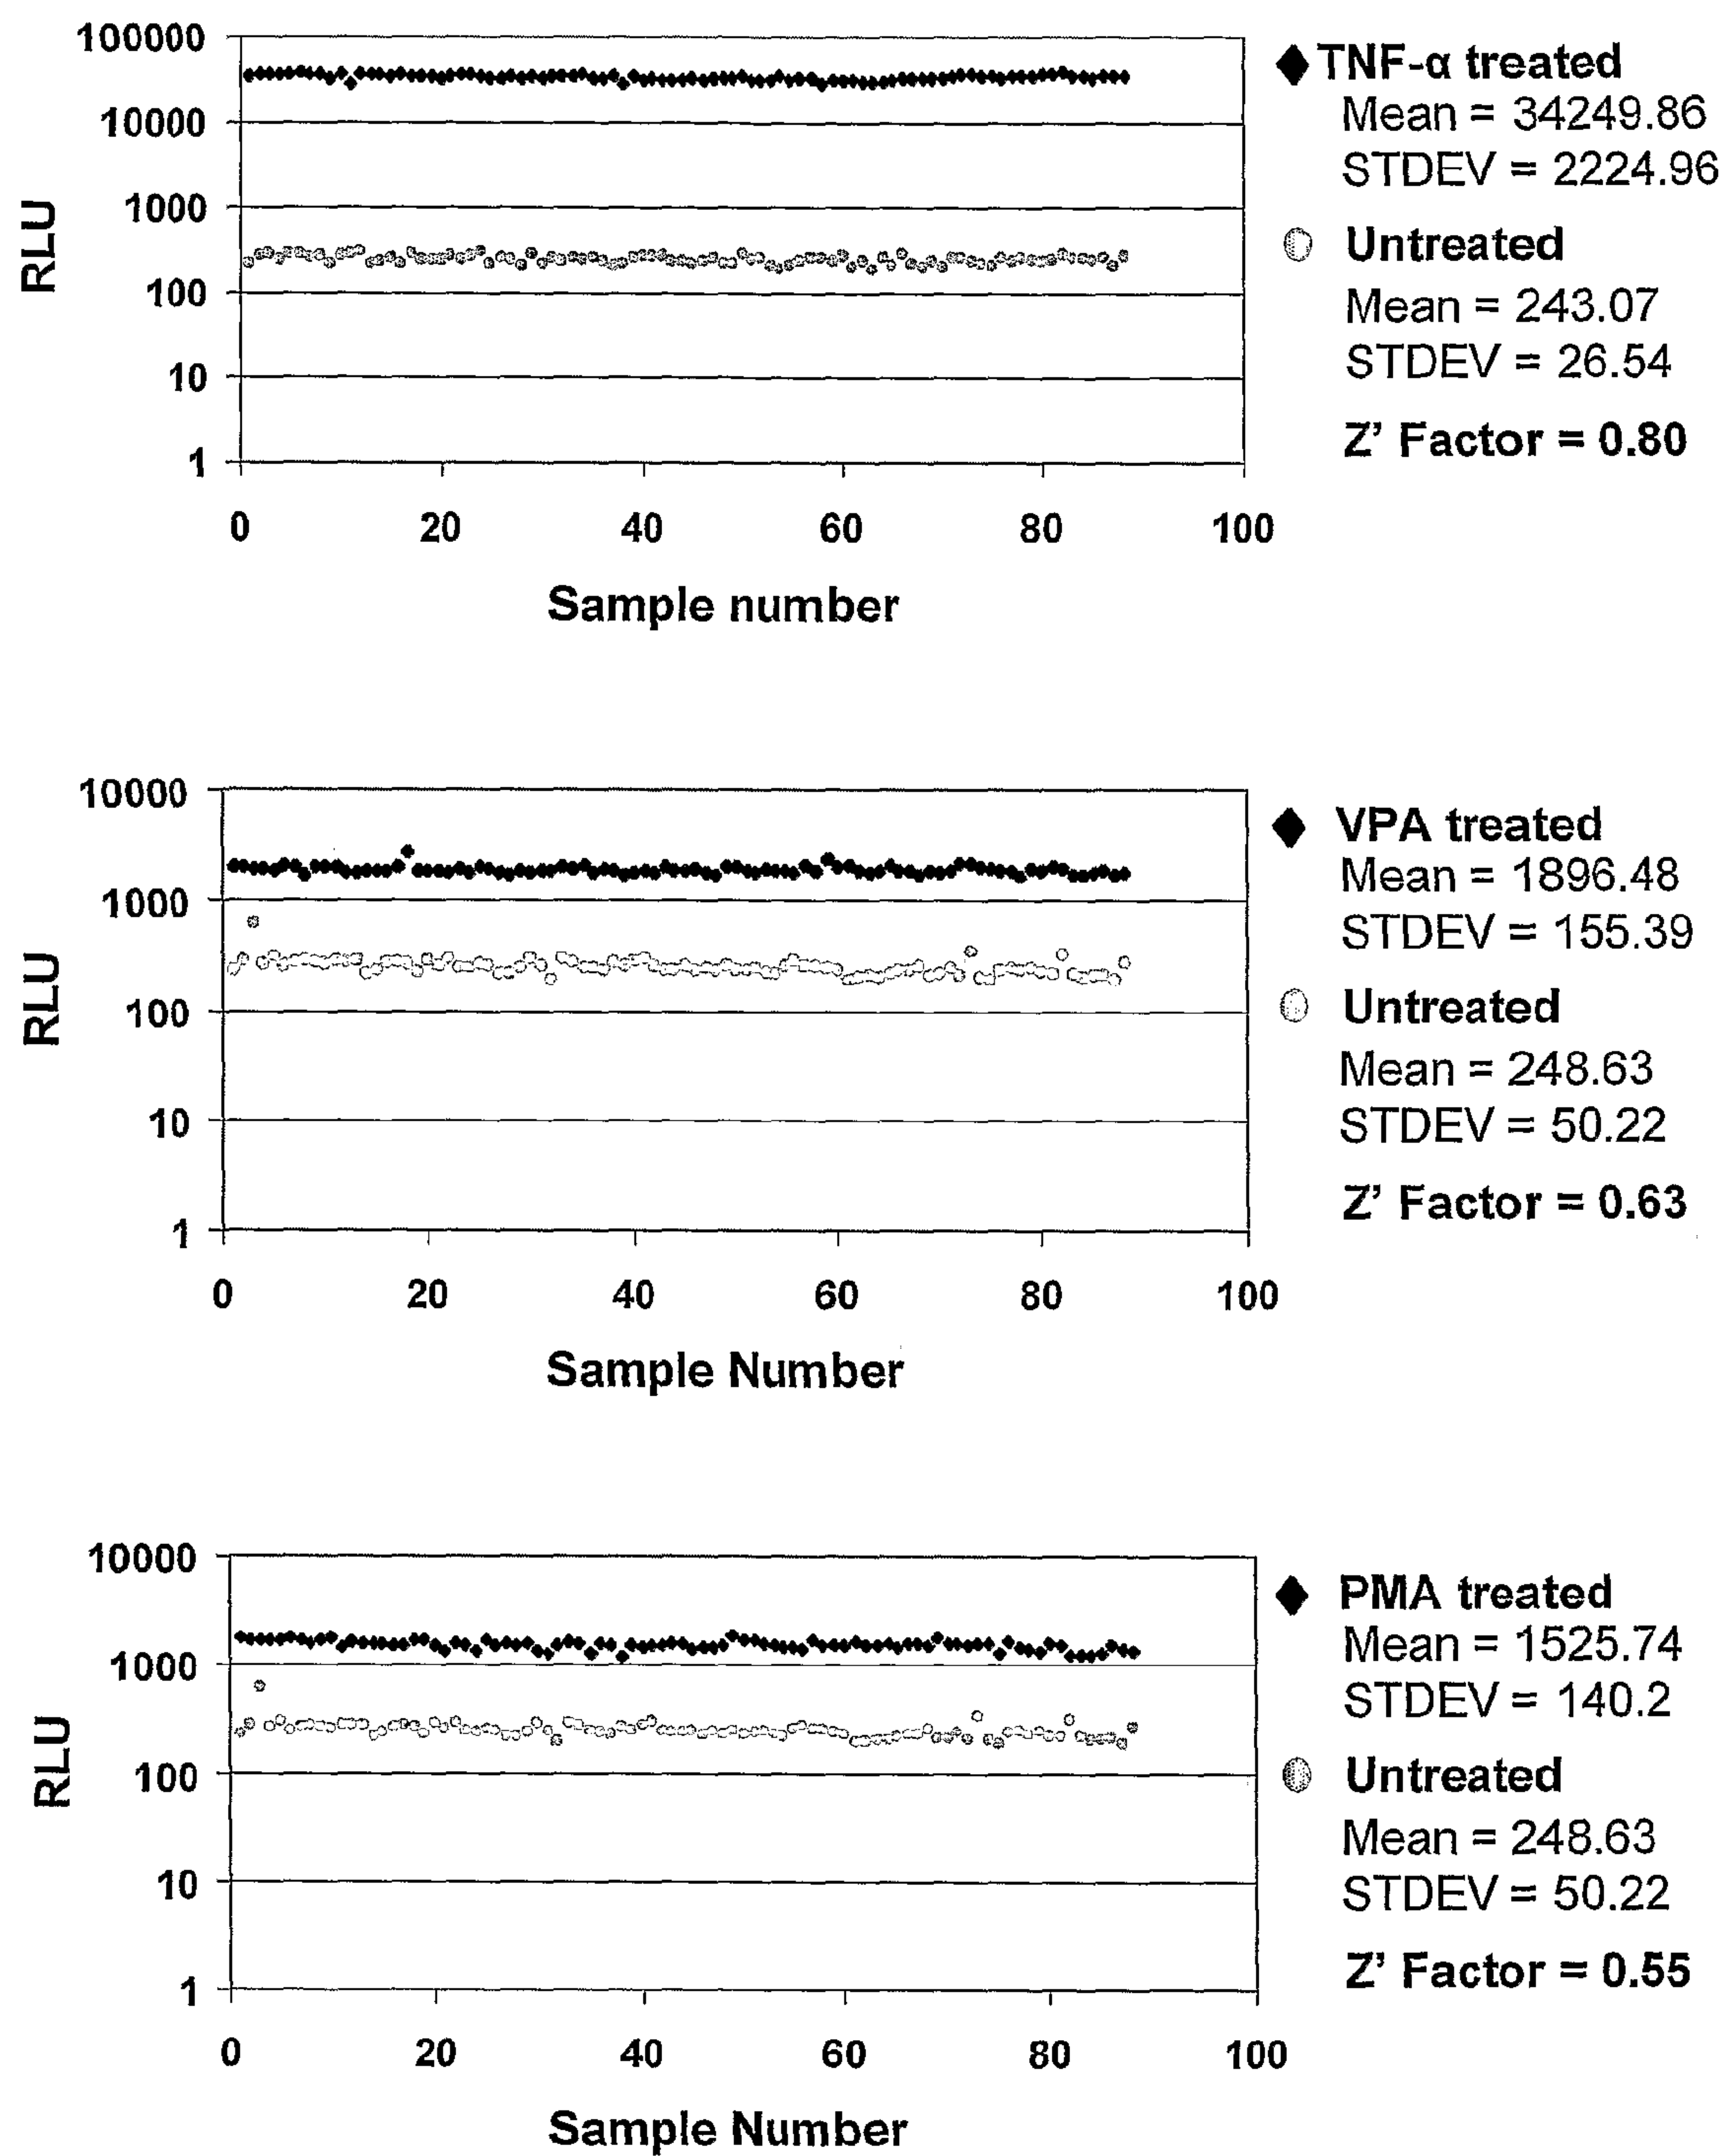 100000
10000
1000
100
10
1
RLU
0 20 40 60 80 100
Sample number
TNF-α treated
Mean = 34249.86
STDEV = 2224.96
Untreated
Mean = 243.07
STDEV = 26.54
Z' Factor = 0.80
10000
1000
100
10
1
RLU
0 20 40 60 80 100
Sample Number
VPA treated
Mean = 1896.48
STDEV = 155.39
Untreated
Mean = 248.63
STDEV = 50.22
Z' Factor = 0.63
10000
1000
100
10
1
RLU
0 20 40 60 80 100
Sample Number
PMA treated
Mean = 1525.74
STDEV = 140.2
Untreated
Mean = 248.63
STDEV = 50.22
Z' Factor = 0.55